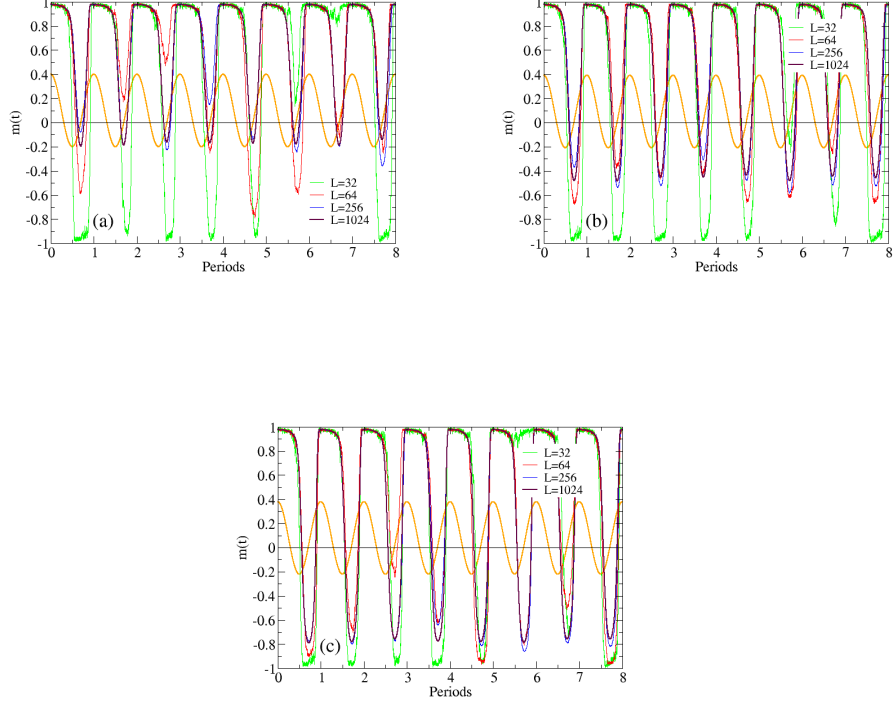 1
0.8
0.6
0.4
0.2
0
-0.2
-0.4
-0.6
-0.8
-1
m(t)
0 1 2 3 4 5 6 7 8
Periods
(a)
L=32
L=64
L=256
L=1024
1
0.8
0.6
0.4
0.2
0
-0.2
-0.4
-0.6
-0.8
-1
m(t)
0 1 2 3 4 5 6 7 8
Periods
(b)
L=32
L=64
L=256
L=1024
1
0.8
0.6
0.4
0.2
0
-0.2
-0.4
-0.6
-0.8
-1
m(t)
0 1 2 3 4 5 6 7 8
Periods
(c)
L=32
L=64
L=256
L=1024